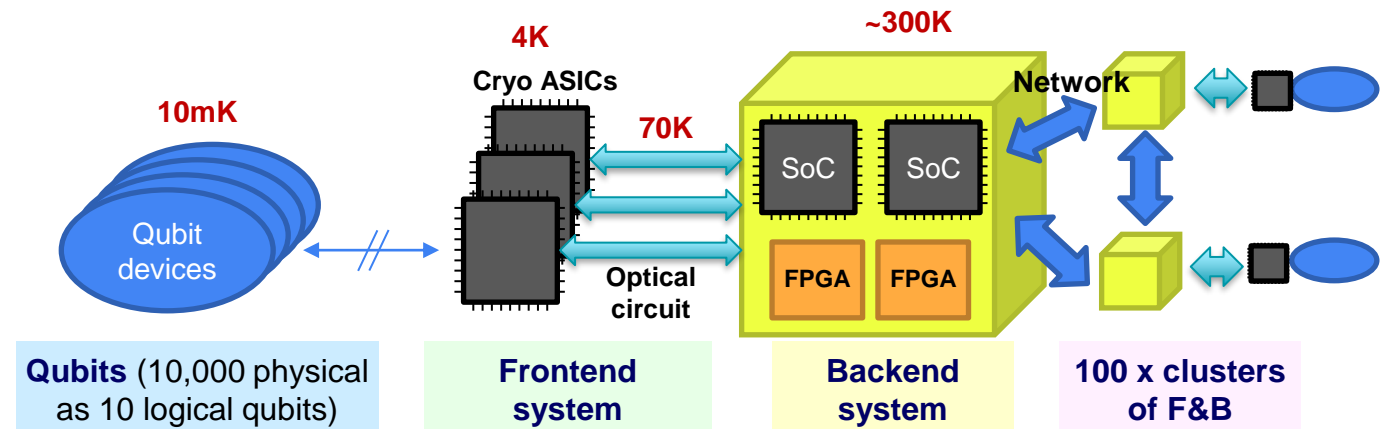 ~300K
4K
Cryo ASICs
Network
10mK
70K
SoC
SoC
Qubit
devices
Optical
circuit
FPGA
FPGA
Qubits (10,000 physical
as 10 logical qubits)
Frontend
system
Backend
system
100 x clusters
of F&B